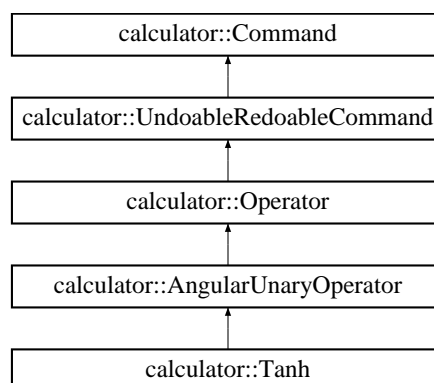 calculator::Command
calculator::UndoableRedoableCommand
calculator::Operator
calculator::AngularUnaryOperator
calculator::Tanh